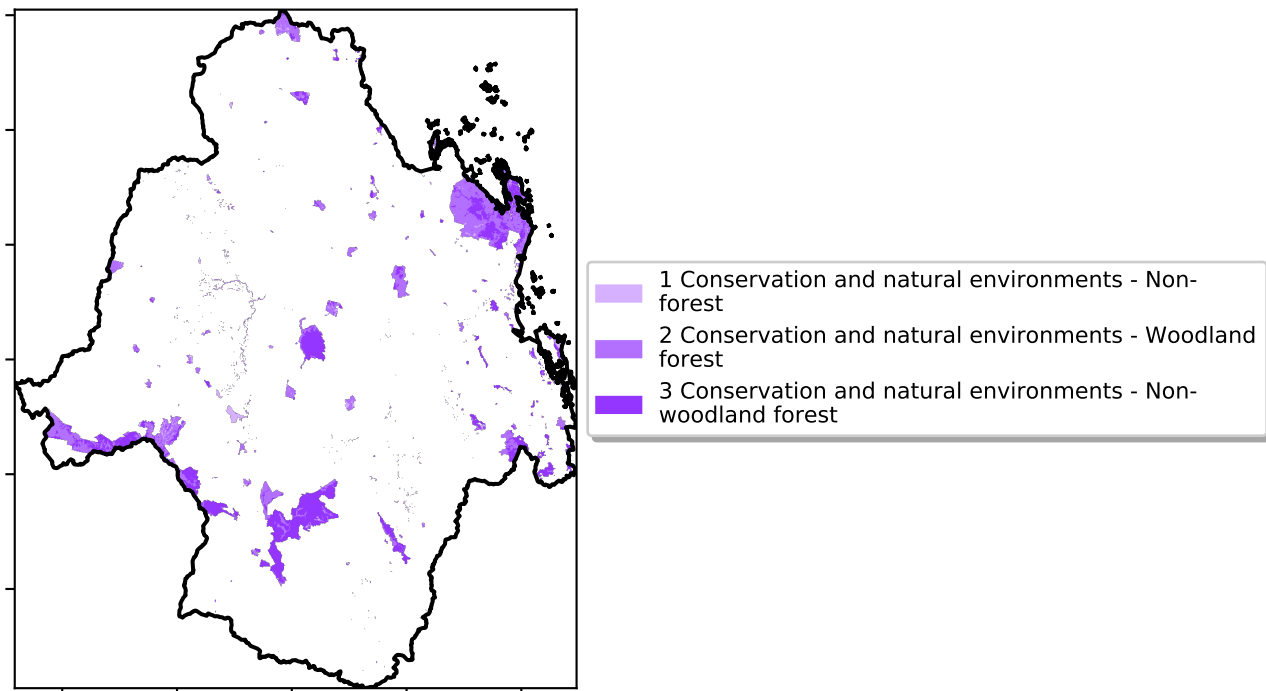 1 Conservation and natural environments - Non-
forest
2 Conservation and natural environments - Woodland
forest
3 Conservation and natural environments - Non-
woodland forest